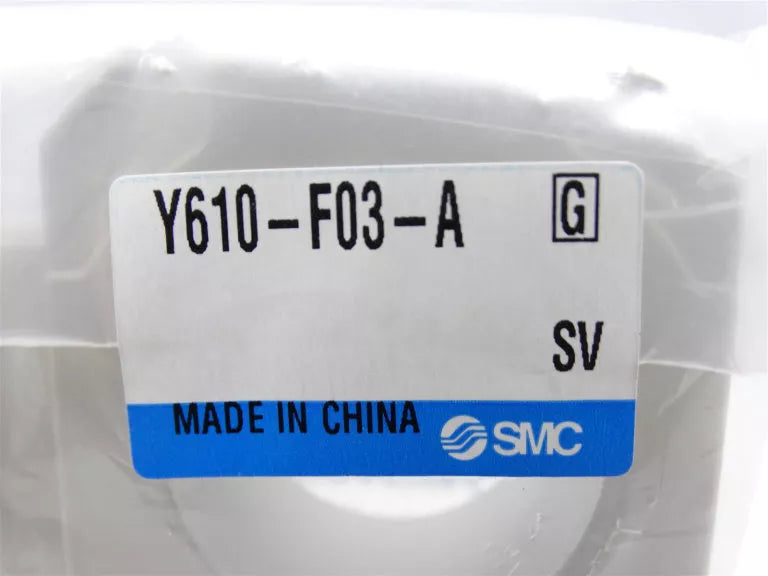 Y610-F03-A G
SV
MADE IN CHINA SMC